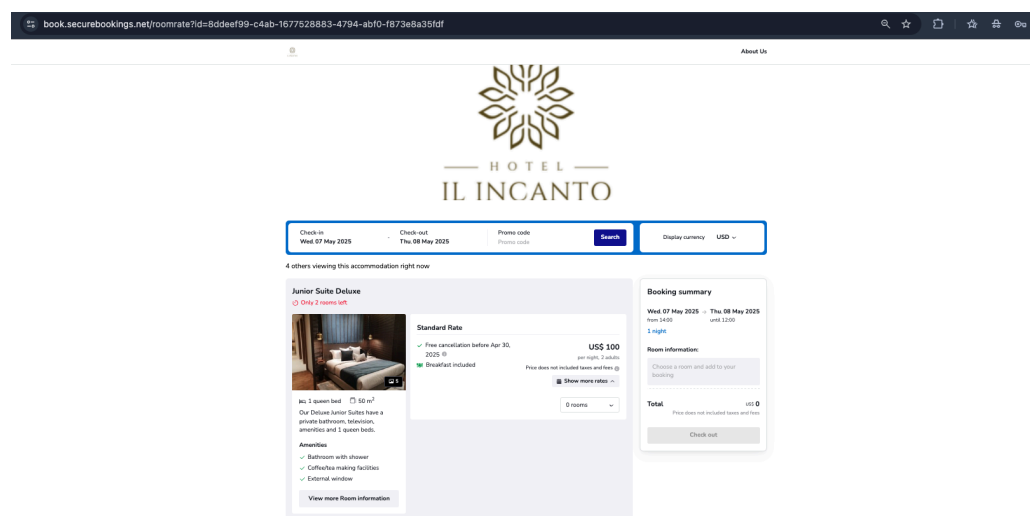 book.securebookings.net/roomrate?id=8ddeef99-c4ab-1677528883-4794-abf0-f873e8a35fdf
About Us
HOTEL
IL INCANTO
Check-in
Wed. 07 May 2025
-
Check-out
Thu. 08 May 2025
Promo code
Promo code
Search
Display currency USD
4 others viewing this accommodation right now
Junior Suite Deluxe
Only 2 rooms left
5
1 queen bed 50 m²
Our Deluxe Junior Suites have a
private bathroom, television,
amenities and 1 queen beds.
Amenities
Bathroom with shower
Coffee/tea making facilities
External window
View more Room information
Standard Rate
Free cancellation before Apr 30,
2025
Breakfast included
US$ 100
per night, 2 adults
Price does not included taxes and fees
Show more rates
0 rooms
Booking summary
Wed. 07 May 2025 → Thu. 08 May 2025
from 14:00 until 12:00
1 night
Room information:
Choose a room and add to your
booking
Total US$ 0
Price does not included taxes and fees
Check out